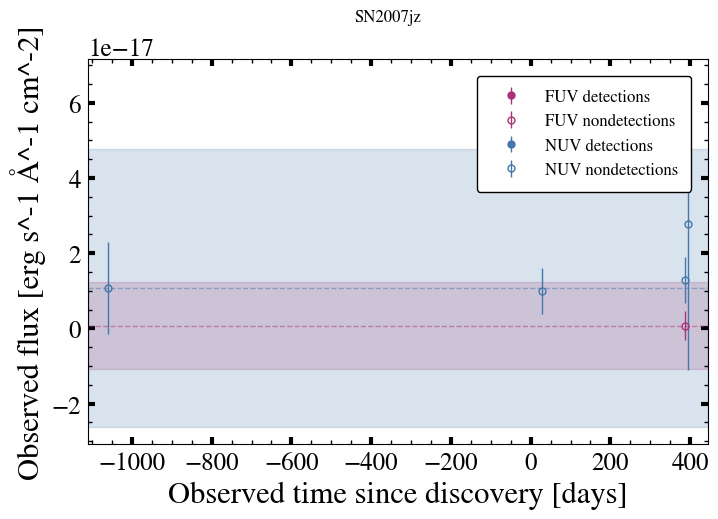 SN2007jz
1e−17
FUV detections
FUV nondetections
NUV detections
NUV nondetections
6
4
2
0
−2
Observed flux [erg s^-1 Å^-1 cm^-2]
−1000 −800 −600 −400 −200 0 200 400
Observed time since discovery [days]